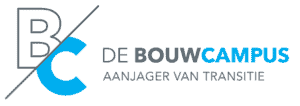 B/C
DE BOUWCAMPUS
AANJAGER VAN TRANSITIE